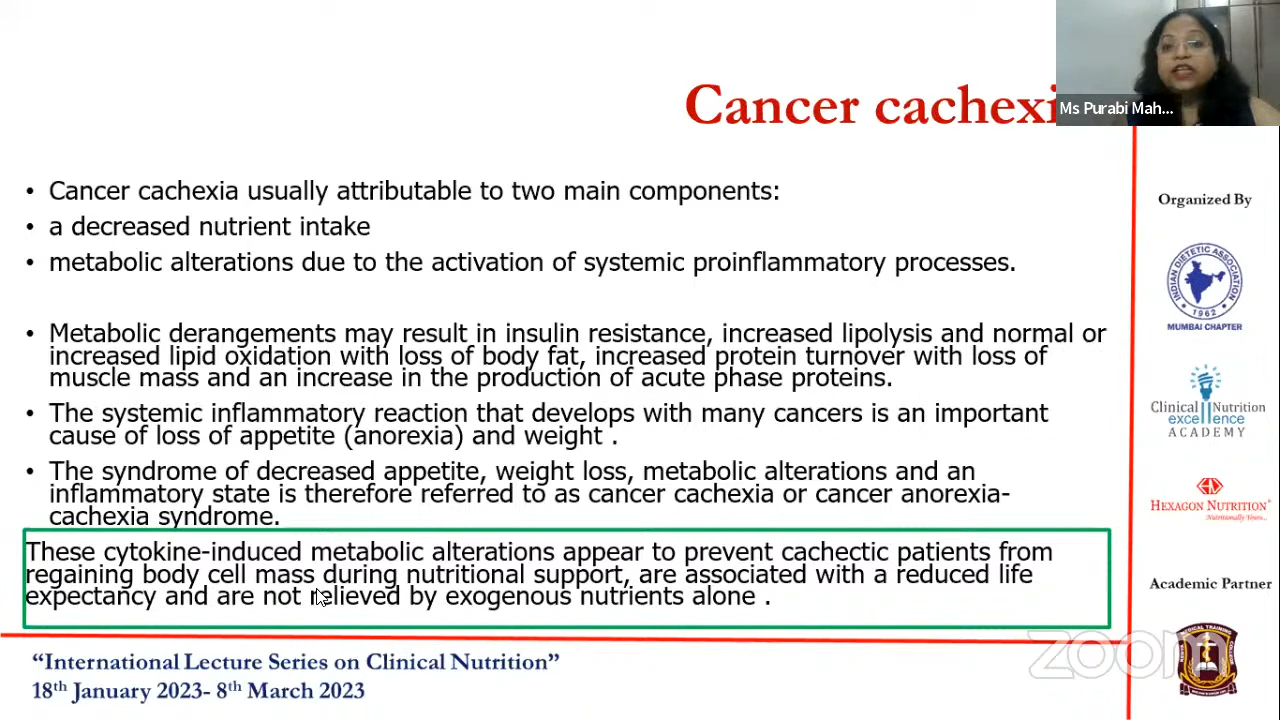 Cancer cachexi
Ms Purabi Mah...
• Cancer cachexia usually attributable to two main components:
• a decreased nutrient intake
• metabolic alterations due to the activation of systemic proinflammatory processes.
• Metabolic derangements may result in insulin resistance, increased lipolysis and normal or
increased lipid oxidation with loss of body fat, increased protein turnover with loss of
muscle mass and an increase in the production of acute phase proteins.
• The systemic inflammatory reaction that develops with many cancers is an important
cause of loss of appetite (anorexia) and weight .
• The syndrome of decreased appetite, weight loss, metabolic alterations and an
inflammatory state is therefore referred to as cancer cachexia or cancer anorexia-
cachexia syndrome.
These cytokine-induced metabolic alterations appear to prevent cachectic patients from
regaining body cell mass during nutritional support, are associated with a reduced life
expectancy and are not relieved by exogenous nutrients alone .
“International Lecture Series on Clinical Nutrition”
18th January 2023- 8th March 2023
Organized By
INDIAN DIETETIC ASSOCIATION
1962
MUMBAI CHAPTER
Clinical Nutrition
excellence
ACADEMY
HEXAGON NUTRITION
Nutritionally Yours...
Academic Partner
zoom